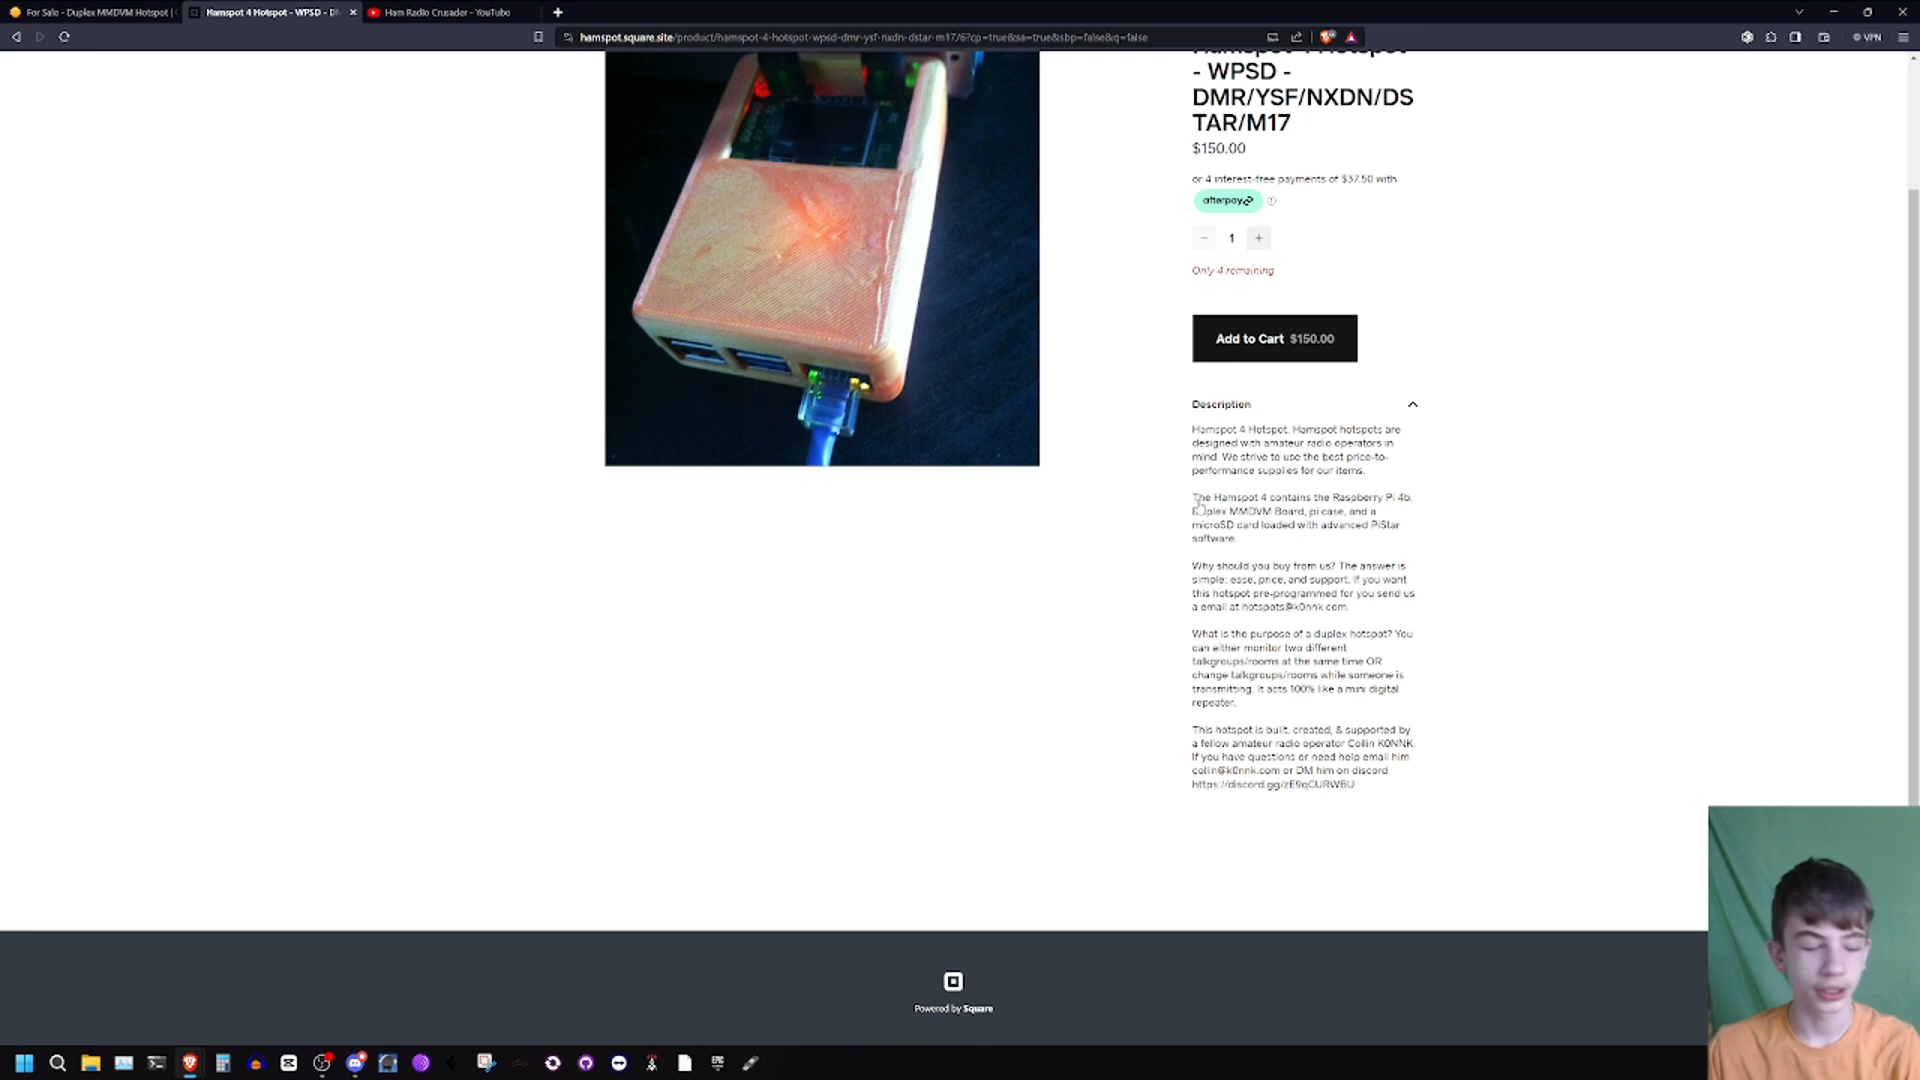 For Sale - Duplex MMDVM Hotspot |
Hamspot 4 Hotspot - WPSD - D
Ham Radio Crusader - YouTube
hamspot.square.site/product/hamspot-4-hotspot-wpsd-dmr-ysf-nxdn-dstar-m17/6?cp=true&sa=true&sbp=false&q=false
VPN
Hamspot 4 Hotspot
- WPSD -
DMR/YSF/NXDN/DS
TAR/M17
$150.00
or 4 interest-free payments of $37.50 with
afterpay
1
Only 4 remaining
Add to Cart $150.00
Description
Hamspot 4 Hotspot. Hamspot hotspots are
designed with amateur radio operators in
mind. We strive to use the best price-to-
performance supplies for our items.
The Hamspot 4 contains the Raspberry Pi 4b,
Duplex MMDVM Board, pi case, and a
microSD card loaded with advanced PiStar
software.
Why should you buy from us? The answer is
simple: ease, price, and support. If you want
this hotspot pre-programmed for you send us
a email at hotspots@k0nnk.com.
What is the purpose of a duplex hotspot? You
can either monitor two different
talkgroups/rooms at the same time OR
change talkgroups/rooms while someone is
transmitting. It acts 100% like a mini digital
repeater.
This hotspot is built, created, & supported by
a fellow amateur radio operator Collin K0NNK.
If you have questions or need help email him
collin@k0nnk.com or DM him on discord
https://discord.gg/zE9qCURWBU.
Powered by Square
EPIC